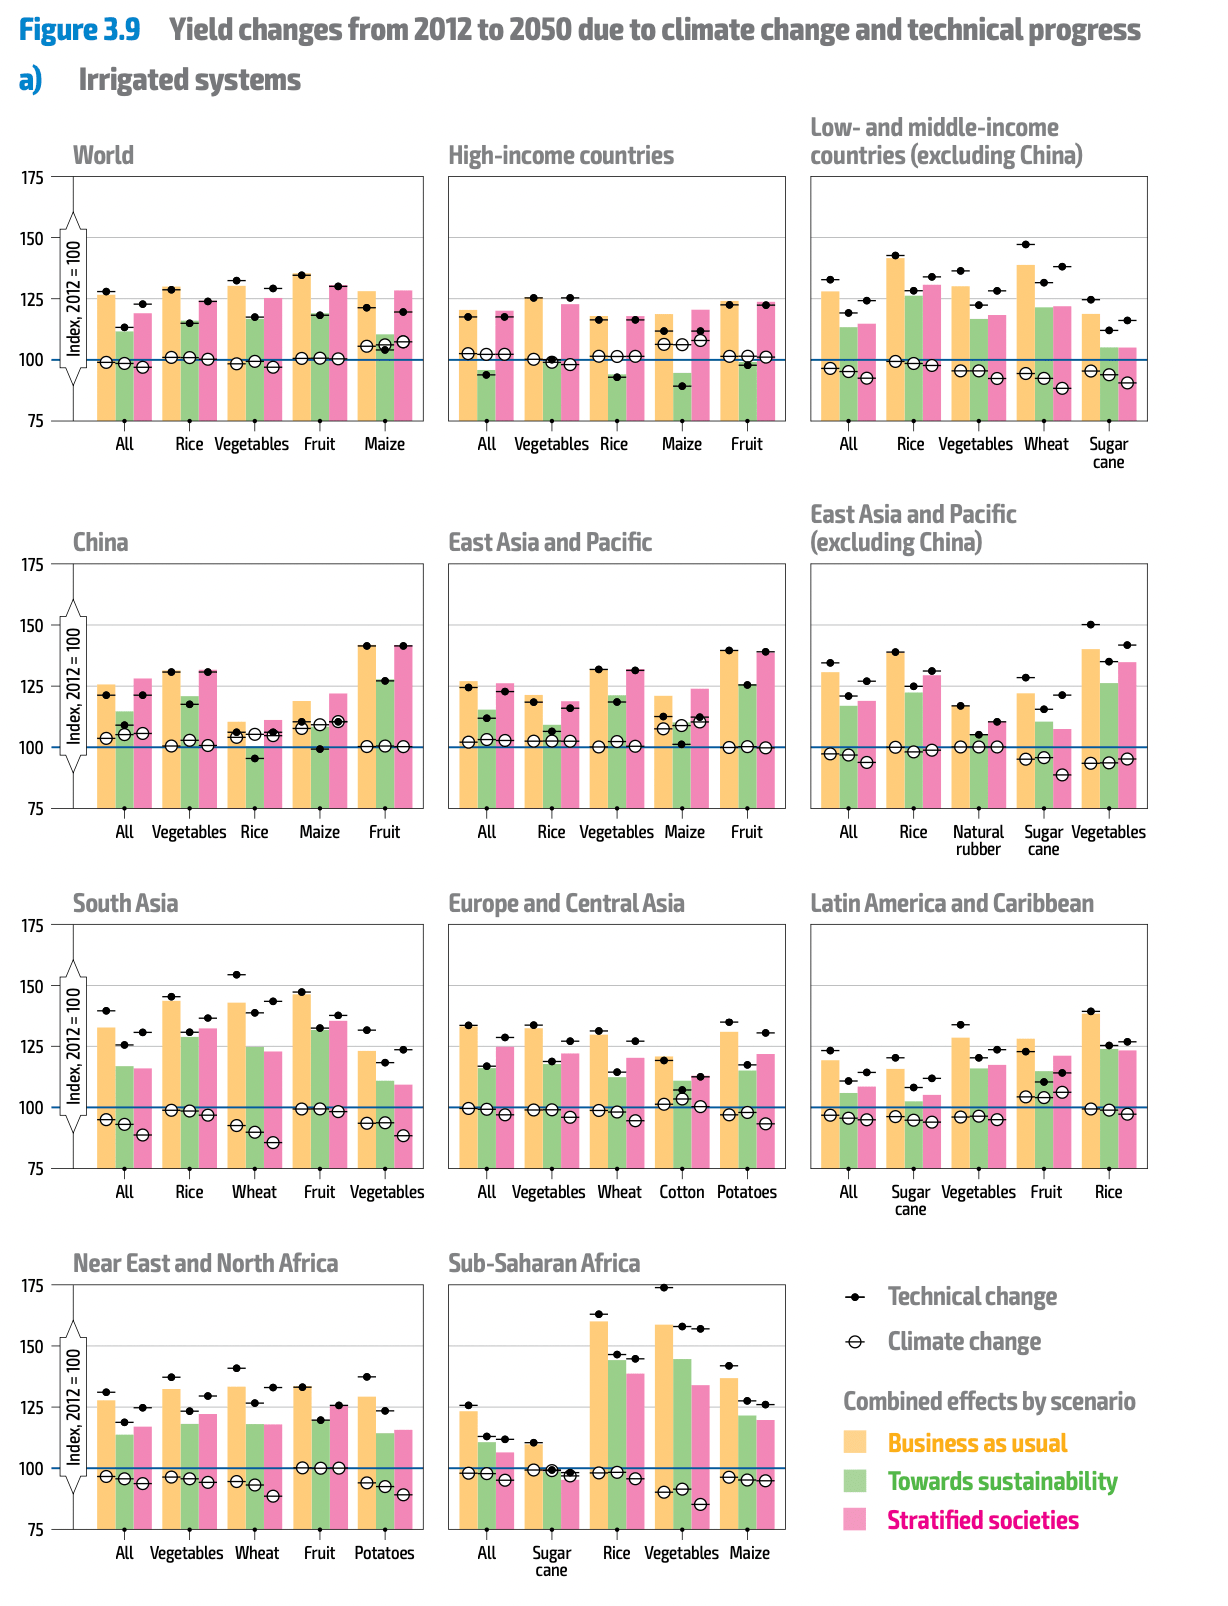 Figure 3.9 Yield changes from 2012 to 2050 due to climate change and technical progress
a) Irrigated systems
World
175
150
125
100
75
Index, 2012 = 100
All Rice Vegetables Fruit Maize
High-income countries
All Vegetables Rice Maize Fruit
Low- and middle-income
countries (excluding China)
All Rice Vegetables Wheat Sugar
cane
China
175
150
125
100
75
Index, 2012 = 100
All Vegetables Rice Maize Fruit
East Asia and Pacific
All Rice Vegetables Maize Fruit
East Asia and Pacific
(excluding China)
All Rice Natural Sugar Vegetables
rubber cane
South Asia
175
150
125
100
75
Index, 2012 = 100
All Rice Wheat Fruit Vegetables
Europe and Central Asia
All Vegetables Wheat Cotton Potatoes
Latin America and Caribbean
All Sugar Vegetables Fruit Rice
cane
Near East and North Africa
175
150
125
100
75
Index, 2012 = 100
All Vegetables Wheat Fruit Potatoes
Sub-Saharan Africa
All Sugar Rice Vegetables Maize
cane
Technical change
Climate change
Combined effects by scenario
Business as usual
Towards sustainability
Stratified societies